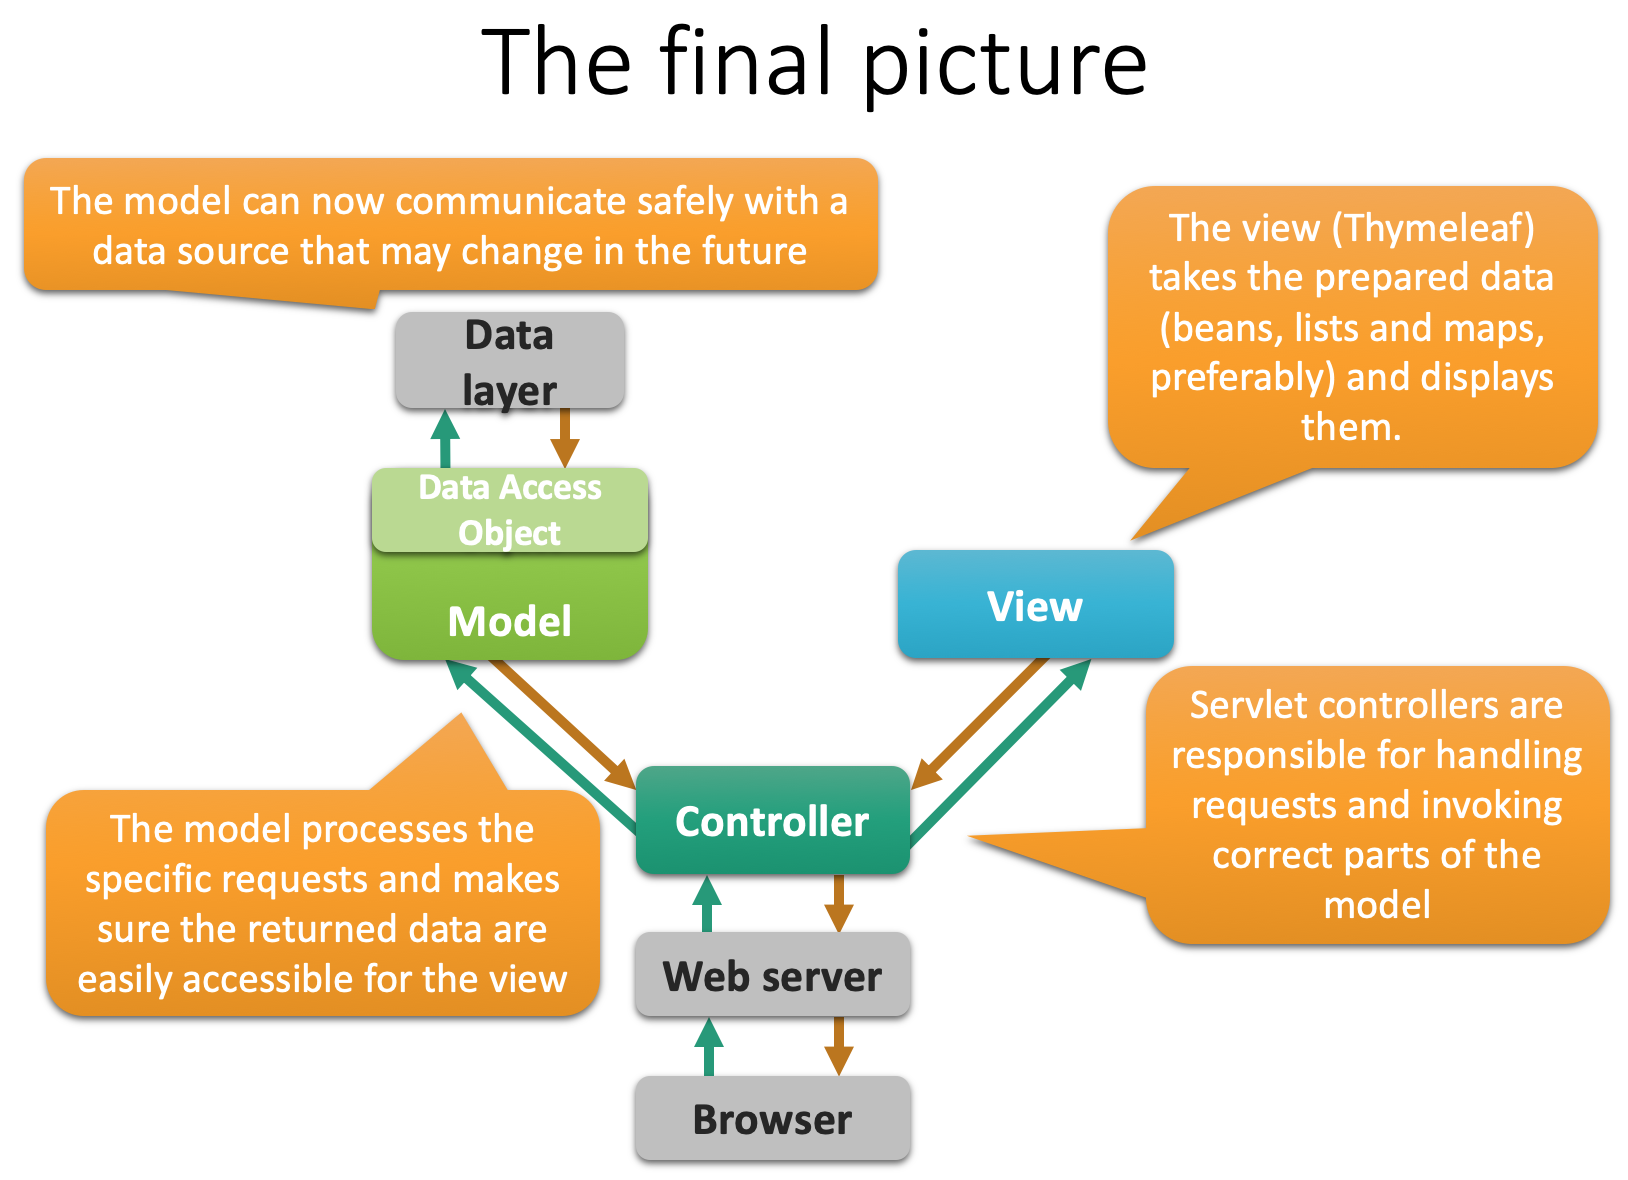 The final picture
The model can now communicate safely with a
data source that may change in the future
The view (Thymeleaf)
takes the prepared data
(beans, lists and maps,
preferably) and displays
them.
Data
layer
Data Access
Object
Model
View
Servlet controllers are
responsible for handling
requests and invoking
correct parts of the
model
Controller
The model processes the
specific requests and makes
sure the returned data are
easily accessible for the view
Web server
Browser